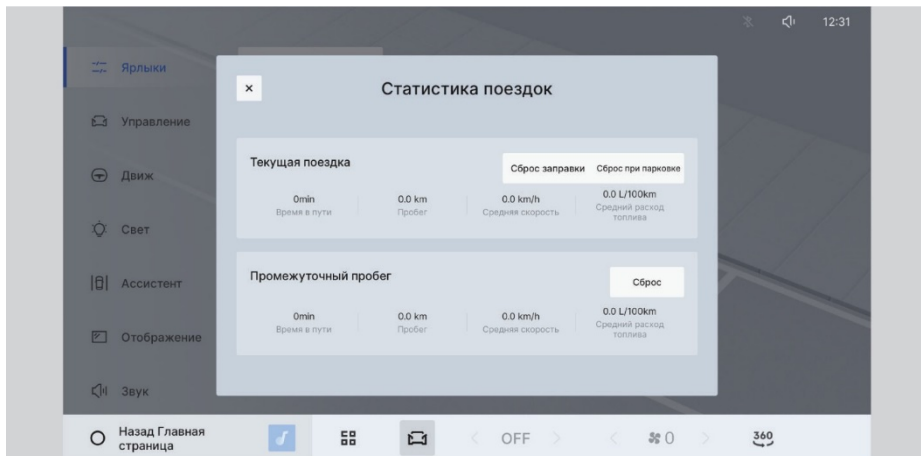 12:31
Ярлыки
Управление
Движ
Свет
Ассистент
Отображение
Звук
×
Статистика поездок
Текущая поездка
Сброс заправки Сброс при парковке
0min 0.0 km 0.0 km/h 0.0 L/100km
Время в пути Пробег Средняя скорость Средний расход
топлива
Промежуточный пробег
Сброс
0min 0.0 km 0.0 km/h 0.0 L/100km
Время в пути Пробег Средняя скорость Средний расход
топлива
Назад Главная
страница
OFF
0
360